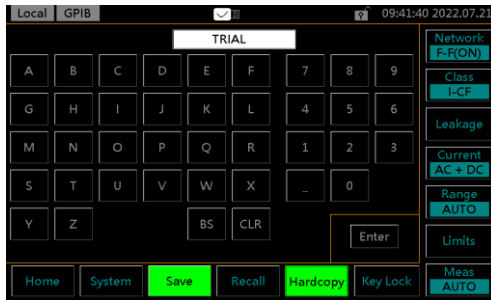 Local GPIB 09:41:40 2022.07.21
TRIAL
A B C D E F 7 8 9
G H I J K L 4 5 6
M N O P Q R 1 2 3
S T U V W X _ 0
Y Z BS CLR Enter
Network
F-F(ON)
Class
I-CF
Leakage
Current
AC + DC
Range
AUTO
Limits
Meas
AUTO
Home System Save Recall Hardcopy Key Lock